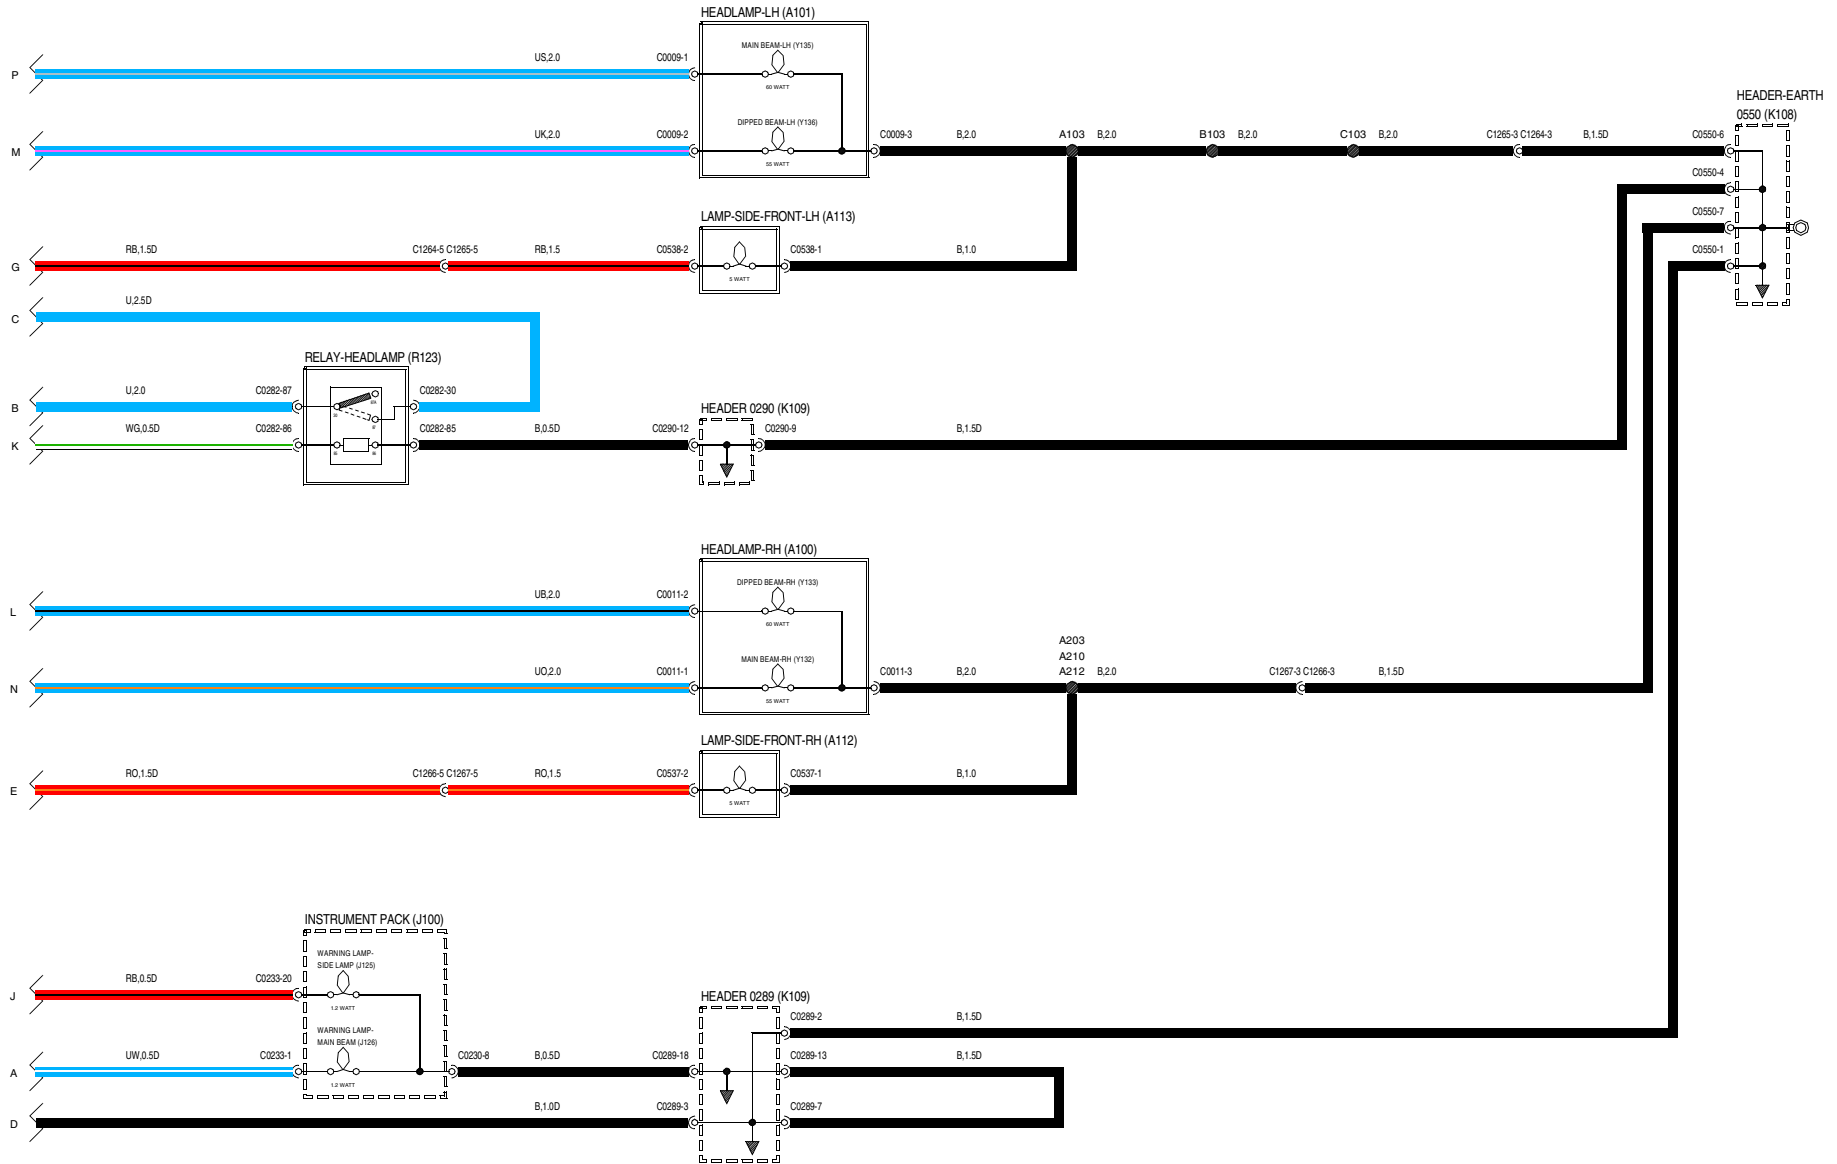 HEADLAMP-LH (A101)
MAIN BEAM-LH (Y135)
P US,2.0 C0009-1
60 WATT
HEADER-EARTH
0550 (K108)
DIPPED BEAM-LH (Y136)
M UK,2.0 C0009-2 C0009-3 B,2.0 A103 B,2.0 B103 B,2.0 C103 B,2.0 C1265-3 C1264-3 B,1.5D C0550-6
55 WATT
C0550-4
LAMP-SIDE-FRONT-LH (A113)
C0550-7
G RB,1.5D C1264-5 C1265-5 RB,1.5 C0538-2 C0538-1 B,1.0 C0550-1
5 WATT
C U,2.5D
RELAY-HEADLAMP (R123)
B U,2.0 C0282-87 C0282-30
87A
30
87
HEADER 0290 (K109)
K WG,0.5D C0282-86 C0282-85 B,0.5D C0290-12 C0290-9 B,1.5D
HEADLAMP-RH (A100)
DIPPED BEAM-RH (Y133)
L UB,2.0 C0011-2
60 WATT
A203
A210
MAIN BEAM-RH (Y132)
N UO,2.0 C0011-1 C0011-3 B,2.0 A212 B,2.0 C1267-3 C1266-3 B,1.5D
55 WATT
LAMP-SIDE-FRONT-RH (A112)
E RO,1.5D C1266-5 C1267-5 RO,1.5 C0537-2 C0537-1 B,1.0
5 WATT
INSTRUMENT PACK (J100)
WARNING LAMP-
SIDE LAMP (J125)
J RB,0.5D C0233-20
1.2 WATT
HEADER 0289 (K109)
C0289-2 B,1.5D
WARNING LAMP-
MAIN BEAM (J126)
A UW,0.5D C0233-1 C0230-8 B,0.5D C0289-18 C0289-13 B,1.5D
1.2 WATT
D B,1.0D C0289-3 C0289-7